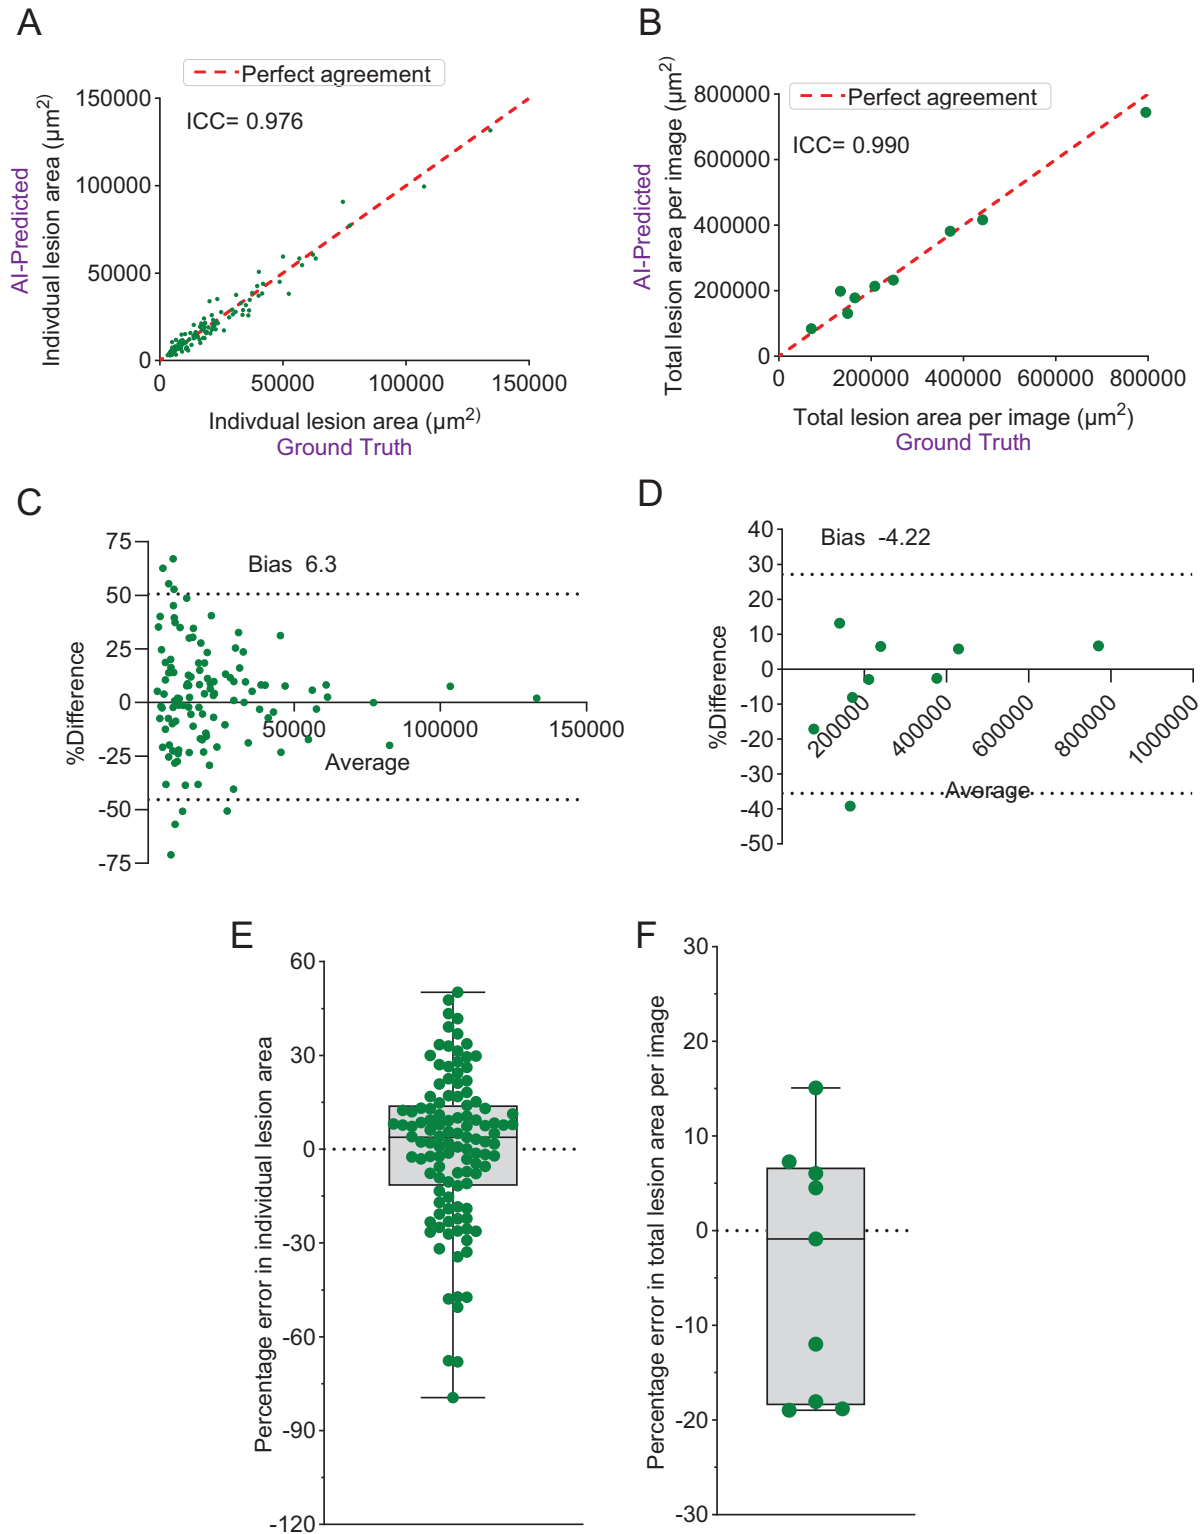 A
Perfect agreement
ICC= 0.976
AI-Predicted
Indivdual lesion area (µm2)
150000
100000
50000
0
0
50000
100000
150000
Indivdual lesion area (µm2)
Ground Truth
B
Perfect agreement
ICC= 0.990
AI-Predicted
Total lesion area per image (µm2)
800000
600000
400000
200000
0
0
200000
400000
600000
800000
Total lesion area per image (µm2)
Ground Truth
C
Bias 6.3
%Difference
75
50
25
0
-25
-50
-75
50000
100000
150000
Average
D
Bias -4.22
%Difference
40
30
20
10
0
-10
-20
-30
-40
-50
200000
400000
600000
800000
1000000
Average
E
Percentage error in individual lesion area
60
30
0
-30
-60
-90
-120
F
Percentage error in total lesion area per image
30
20
10
0
-10
-20
-30